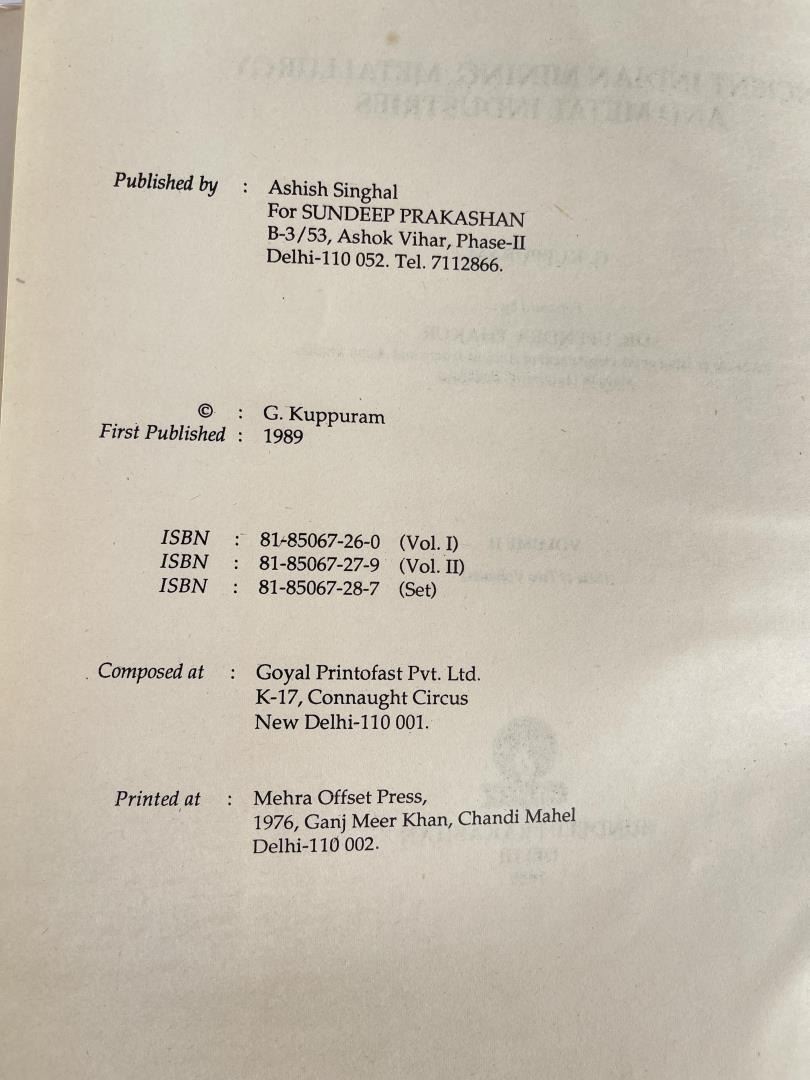 Published by : Ashish Singhal
For SUNDEEP PRAKASHAN
B-3/53, Ashok Vihar, Phase-II
Delhi-110 052. Tel. 7112866.
© : G. Kuppuram
First Published : 1989
ISBN : 81-85067-26-0 (Vol. I)
ISBN : 81-85067-27-9 (Vol. II)
ISBN : 81-85067-28-7 (Set)
Composed at : Goyal Printofast Pvt. Ltd.
K-17, Connaught Circus
New Delhi-110 001.
Printed at : Mehra Offset Press,
1976, Ganj Meer Khan, Chandi Mahel
Delhi-110 002.